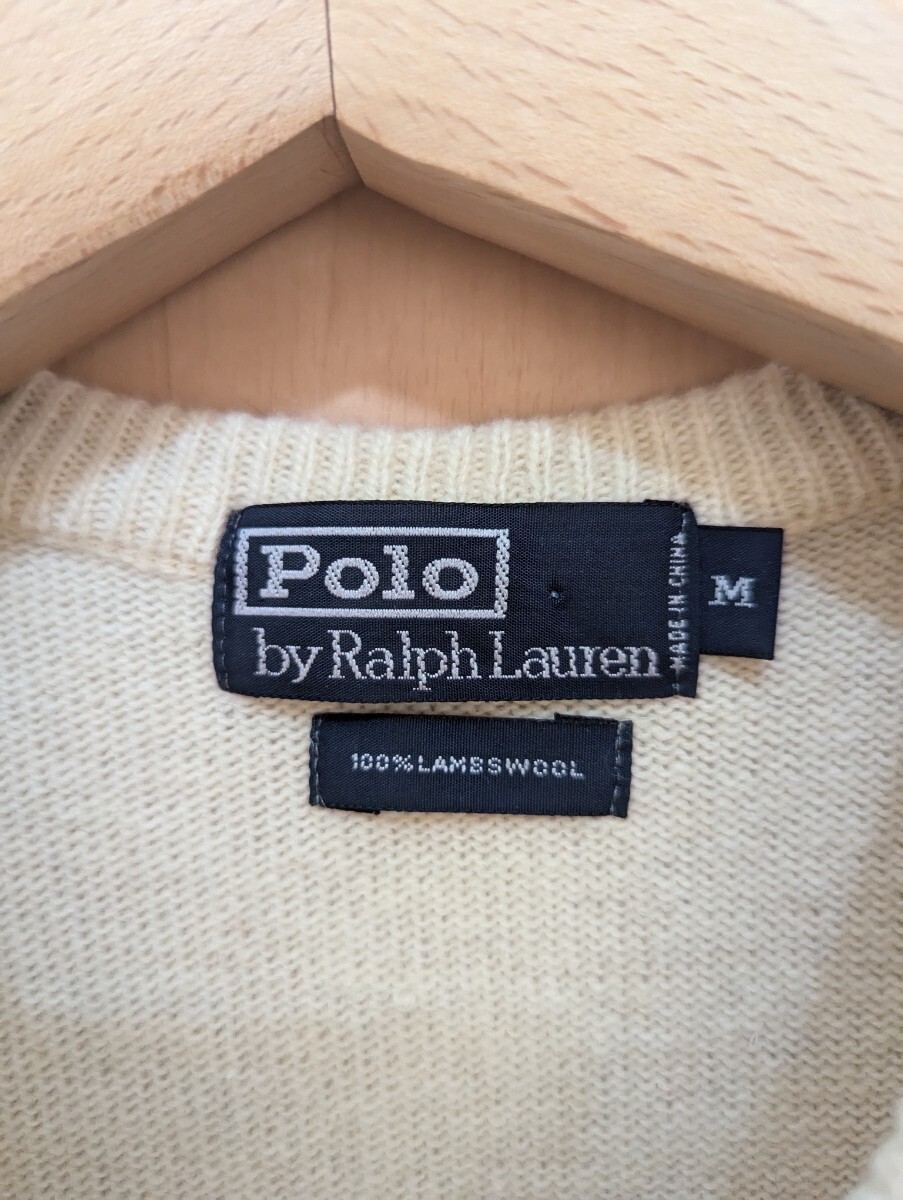 Polo
by Ralph Lauren
MADE IN CHINA
M
100% LAMBSWOOL